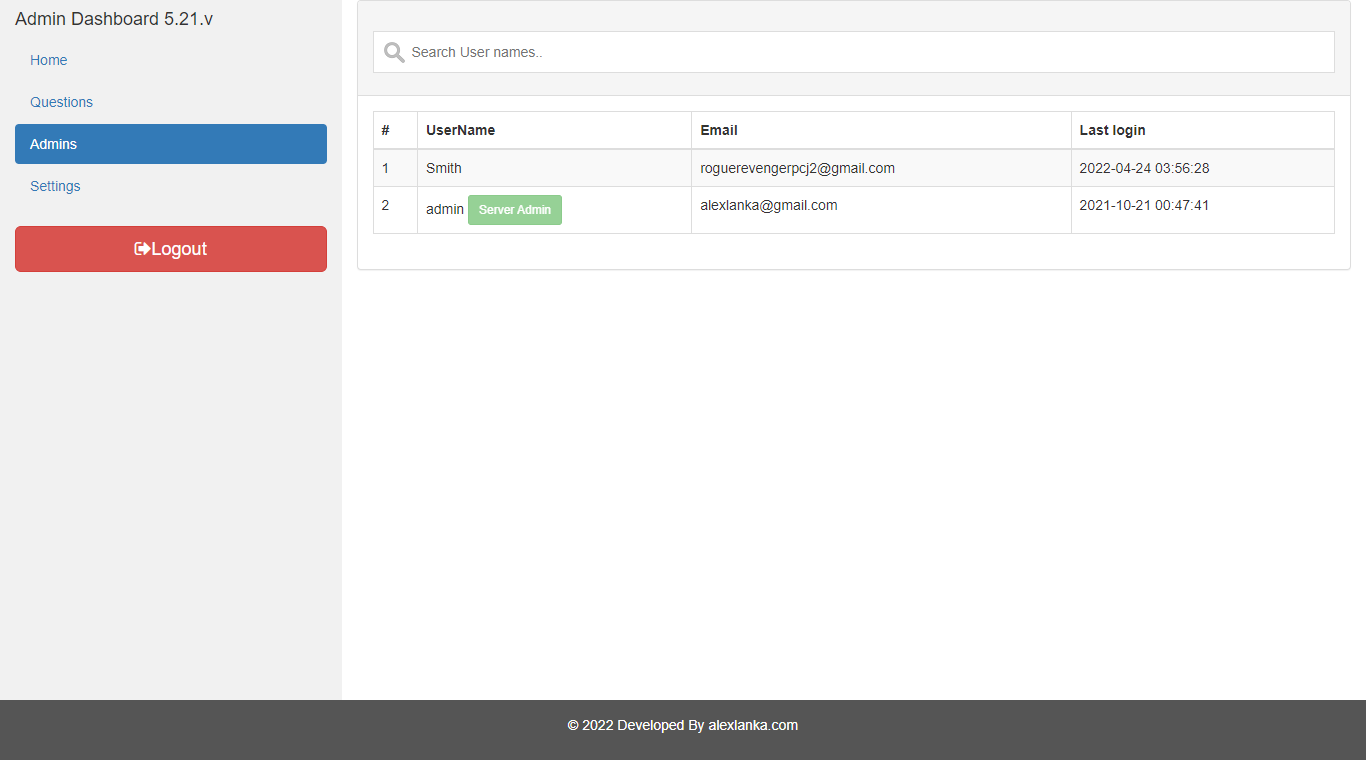 Admin Dashboard 5.21.v
Home
Questions
Admins
Settings
Logout
Search User names..
# UserName Email Last login
1 Smith roguerevengerpcj2@gmail.com 2022-04-24 03:56:28
2 admin Server Admin alexlanka@gmail.com 2021-10-21 00:47:41
© 2022 Developed By alexlanka.com